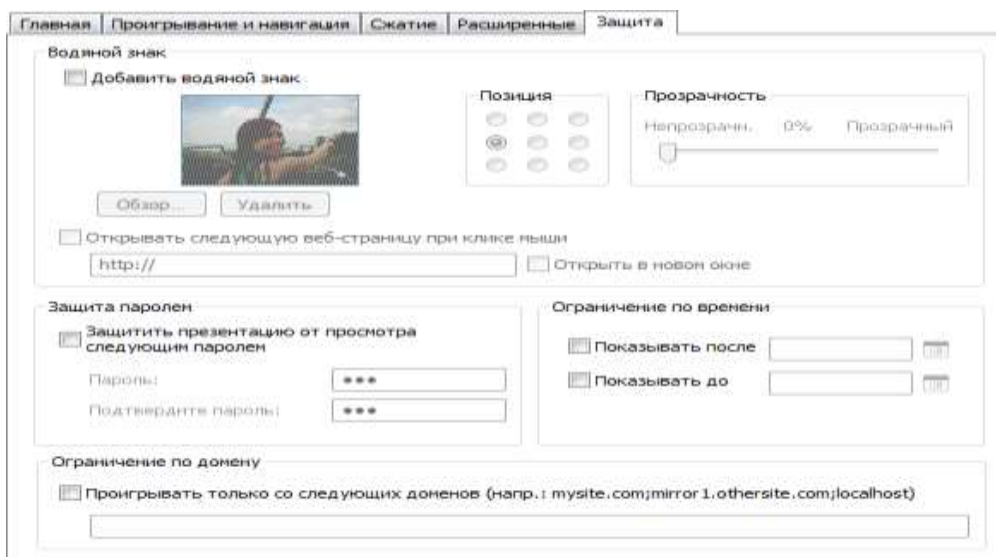 Главная Проигрывание и навигация Сжатие Расширенные Защита
Водяной знак
Добавить водяной знак
Позиция
Прозрачность
Непрозрачн. 0% Прозрачный
Обзор... Удалить
Открывать следующую веб-страницу при клике мыши
http:// Открыть в новом окне
Защита паролем
Защитить презентацию от просмотра
следующим паролем
Пароль: •••
Подтвердите пароль: •••
Ограничение по времени
Показывать после
Показывать до
Ограничение по домену
Проигрывать только со следующих доменов (напр.: mysite.com;mirror1.othersite.com;localhost)